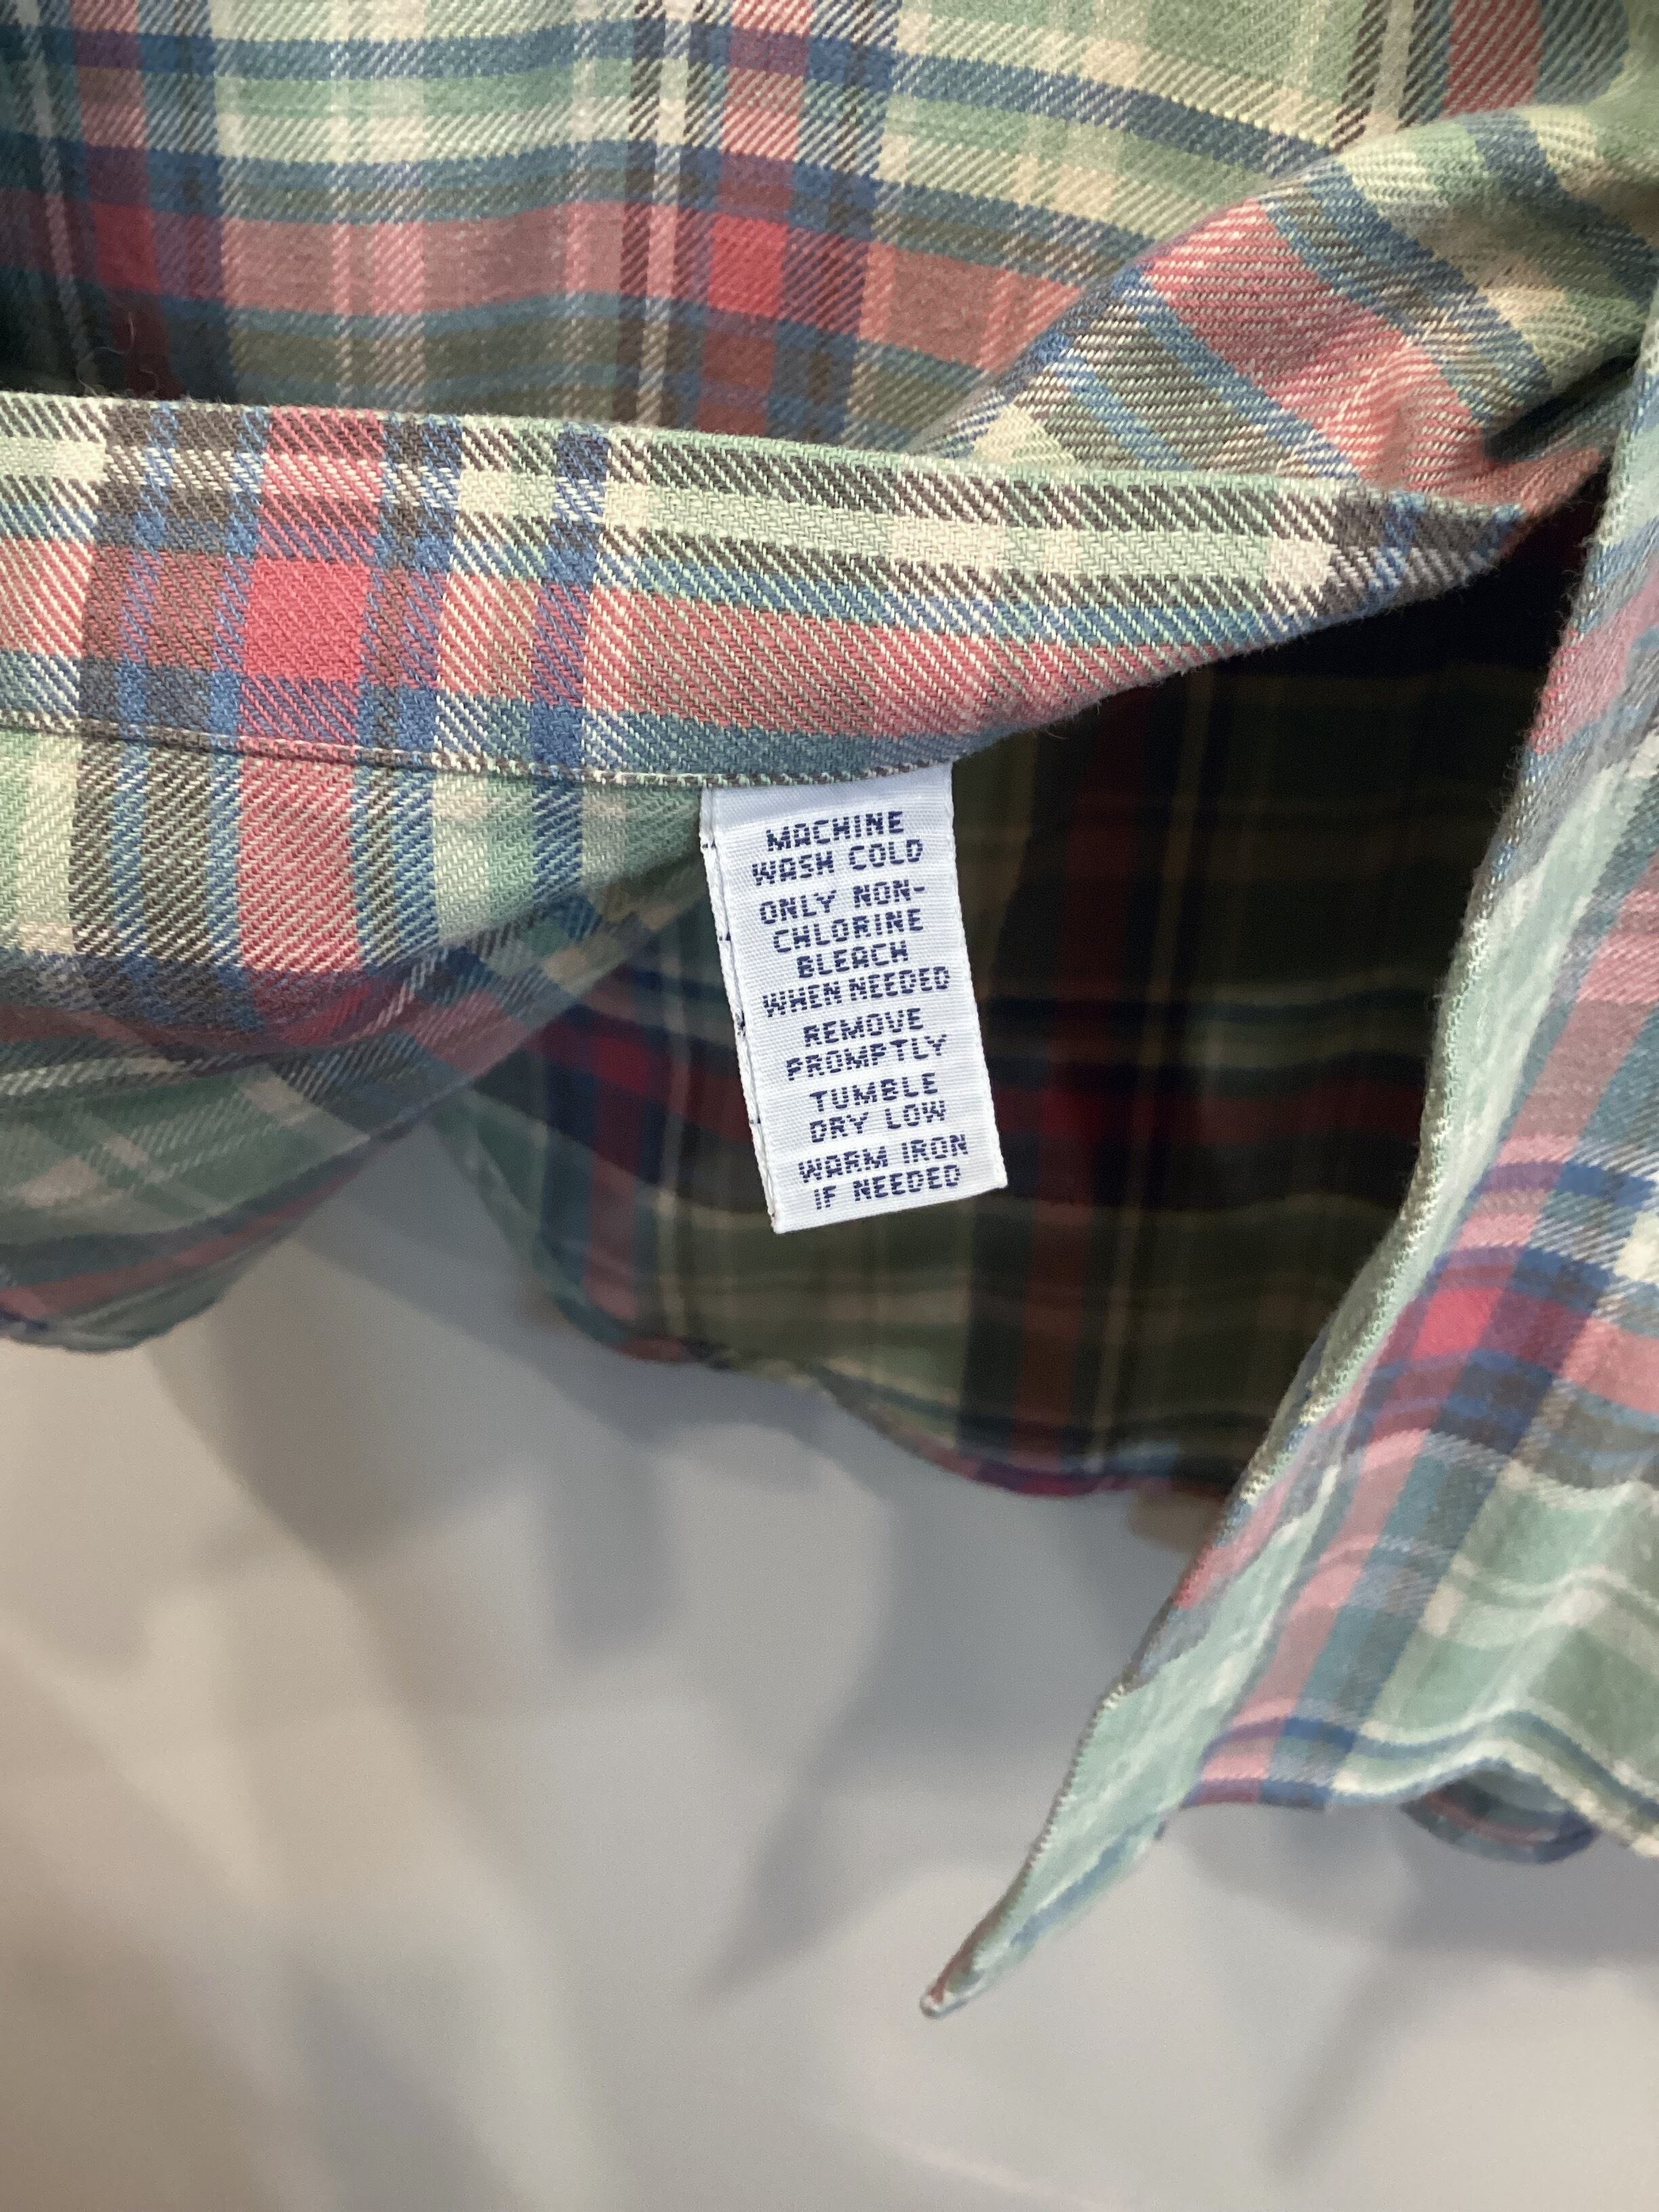 MACHINE
WASH COLD
ONLY NON-
CHLORINE
BLEACH
WHEN NEEDED
REMOVE
PROMPTLY
TUMBLE
DRY LOW
WARM IRON
IF NEEDED